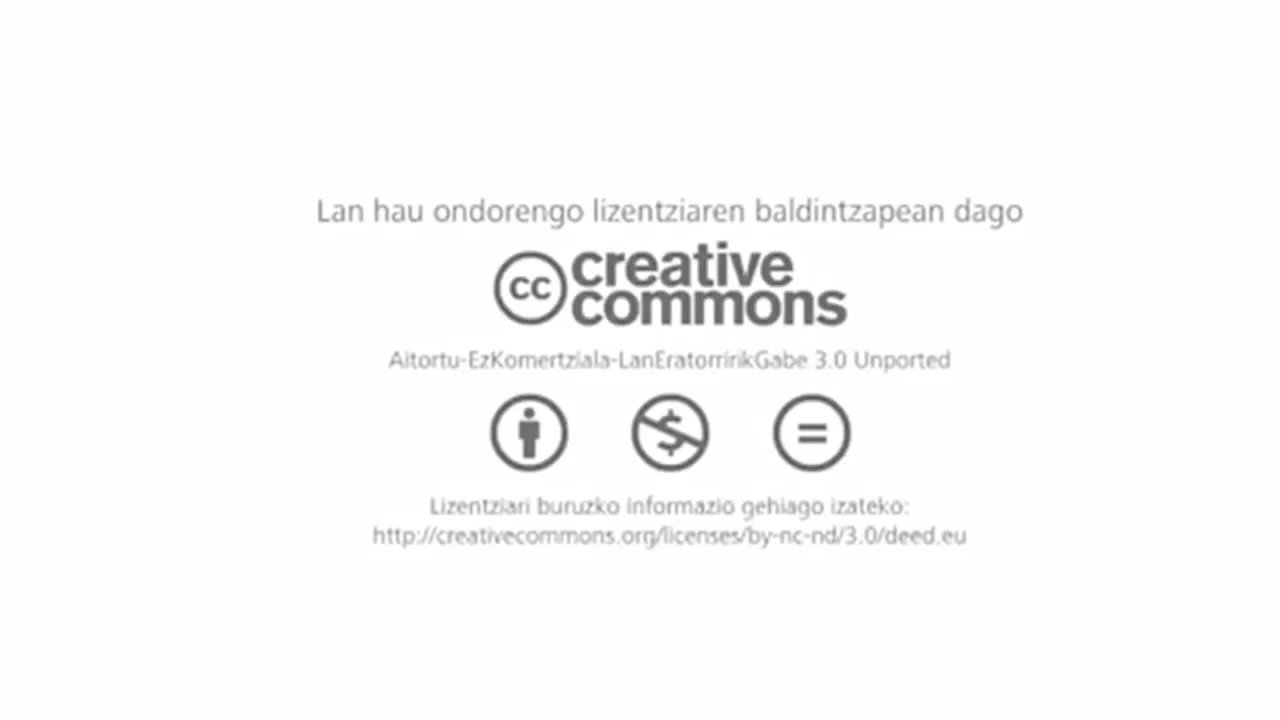 Lan hau ondorengo lizentziaren baldintzapean dago
cc creative
commons
Aitortu-EzKomertziala-LanEratorririkGabe 3.0 Unported
$ =
Lizentziari buruzko informazio gehiago izateko:
http://creativecommons.org/licenses/by-nc-nd/3.0/deed.eu